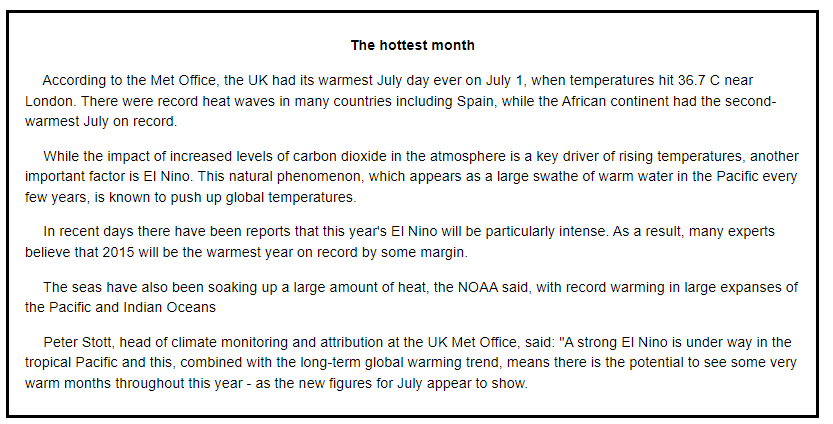 The hottest month
According to the Met Office, the UK had its warmest July day ever on July 1, when temperatures hit 36.7 C near
London. There were record heat waves in many countries including Spain, while the African continent had the second-
warmest July on record.
While the impact of increased levels of carbon dioxide in the atmosphere is a key driver of rising temperatures, another
important factor is El Nino. This natural phenomenon, which appears as a large swathe of warm water in the Pacific every
few years, is known to push up global temperatures.
In recent days there have been reports that this year's El Nino will be particularly intense. As a result, many experts
believe that 2015 will be the warmest year on record by some margin.
The seas have also been soaking up a large amount of heat, the NOAA said, with record warming in large expanses of
the Pacific and Indian Oceans
Peter Stott, head of climate monitoring and attribution at the UK Met Office, said: "A strong El Nino is under way in the
tropical Pacific and this, combined with the long-term global warming trend, means there is the potential to see some very
warm months throughout this year - as the new figures for July appear to show.